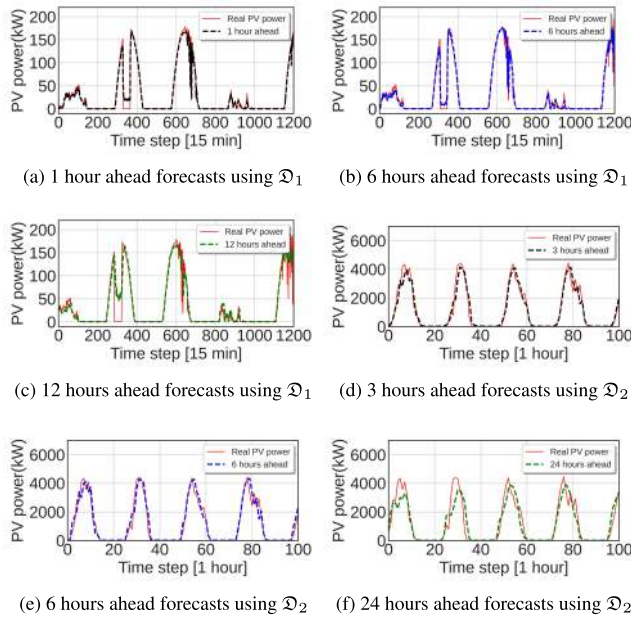 PV power(kW)
200
150
100
50
0
Real PV power
1 hour ahead
0 200 400 600 800 1000 1200
Time step [15 min]
(a) 1 hour ahead forecasts using 𝔇1
PV power(kW)
200
150
100
50
0
Real PV power
6 hours ahead
0 200 400 600 800 1000 1200
Time step [15 min]
(b) 6 hours ahead forecasts using 𝔇1
PV power(kW)
200
150
100
50
0
Real PV power
12 hours ahead
0 200 400 600 800 1000 1200
Time step [15 min]
(c) 12 hours ahead forecasts using 𝔇1
PV power(kW)
6000
4000
2000
0
Real PV power
3 hours ahead
0 20 40 60 80 100
Time step [1 hour]
(d) 3 hours ahead forecasts using 𝔇2
PV power(kW)
6000
4000
2000
0
Real PV power
6 hours ahead
0 20 40 60 80 100
Time step [1 hour]
(e) 6 hours ahead forecasts using 𝔇2
PV power(kW)
6000
4000
2000
0
Real PV power
24 hours ahead
0 20 40 60 80 100
Time step [1 hour]
(f) 24 hours ahead forecasts using 𝔇2